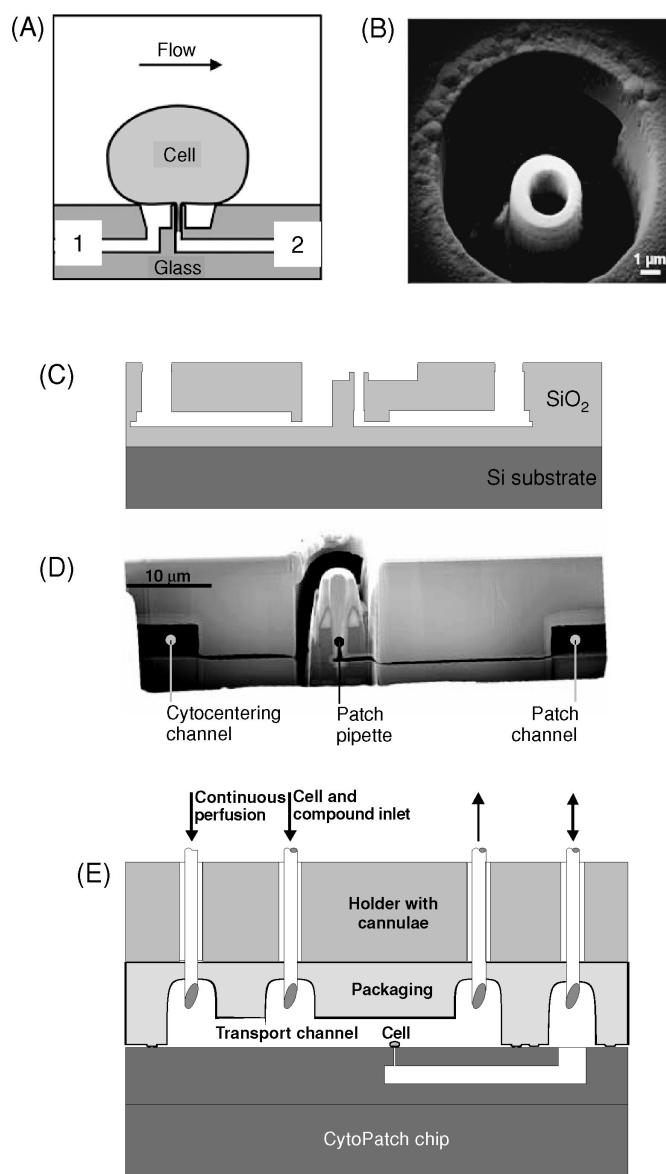 (A)
Flow
Cell
1
2
Glass
(B)
1 µm
(C)
SiO2
Si substrate
(D)
10 µm
Cytocentering
channel
Patch
pipette
Patch
channel
(E)
Continuous
perfusion
Cell and
compound inlet
Holder with
cannulae
Packaging
Transport channel
Cell
CytoPatch chip